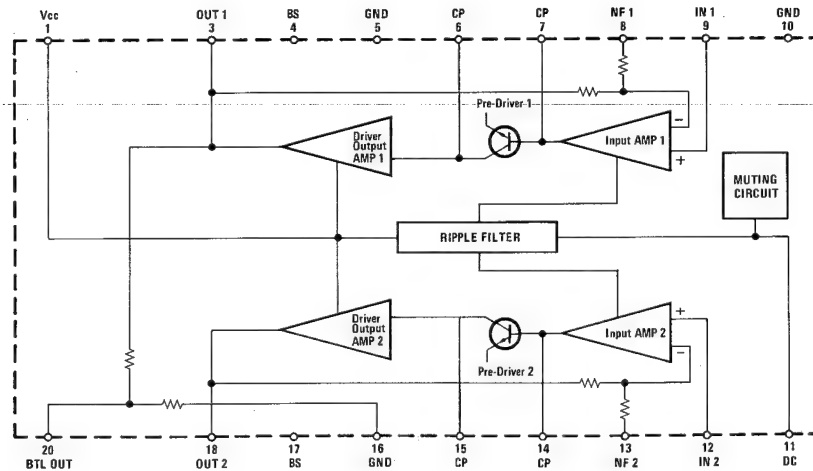 Vcc OUT 1 BS GND CP CP NF 1 IN 1 GND
1 3 4 5 6 7 8 9 10
Pre-Driver 1
Driver
Output
AMP 1
Input AMP 1
−
+
MUTING
CIRCUIT
RIPPLE FILTER
Driver
Output
AMP 2
Input AMP 2
+
−
Pre-Driver 2
20 18 17 16 15 14 13 12 11
BTL OUT OUT 2 BS GND CP CP NF 2 IN 2 DC